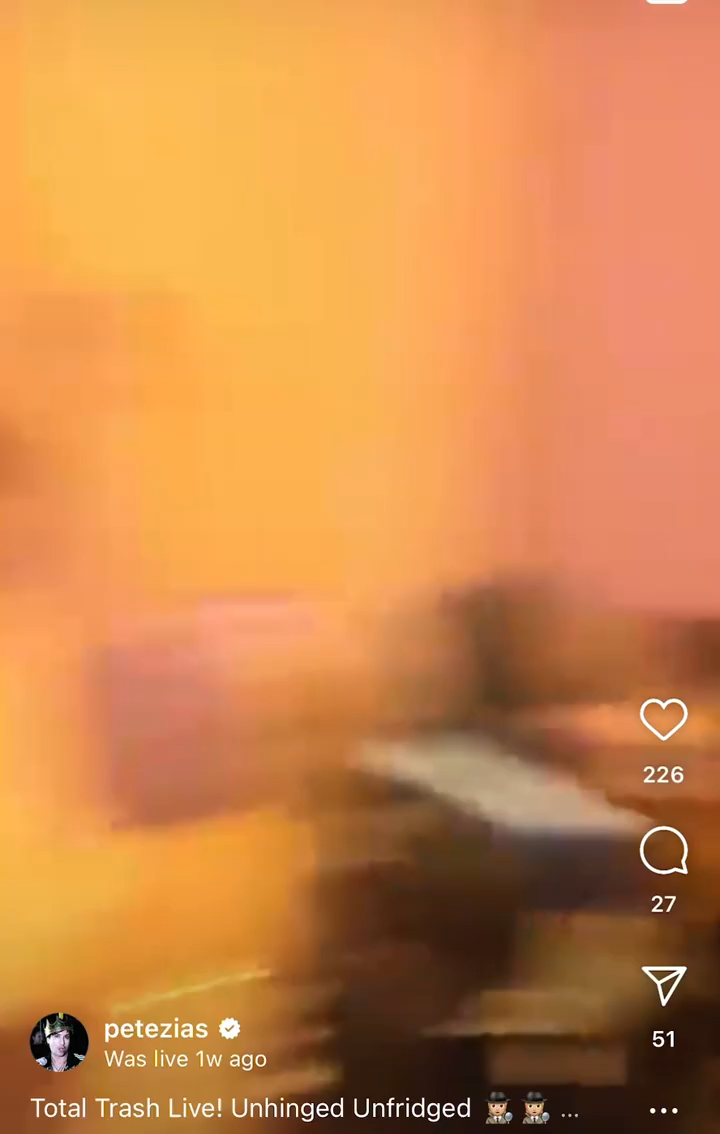 226
27
51
petezias
Was live 1w ago
Total Trash Live! Unhinged Unfridged 🕵🏼 🕵🏼 ...